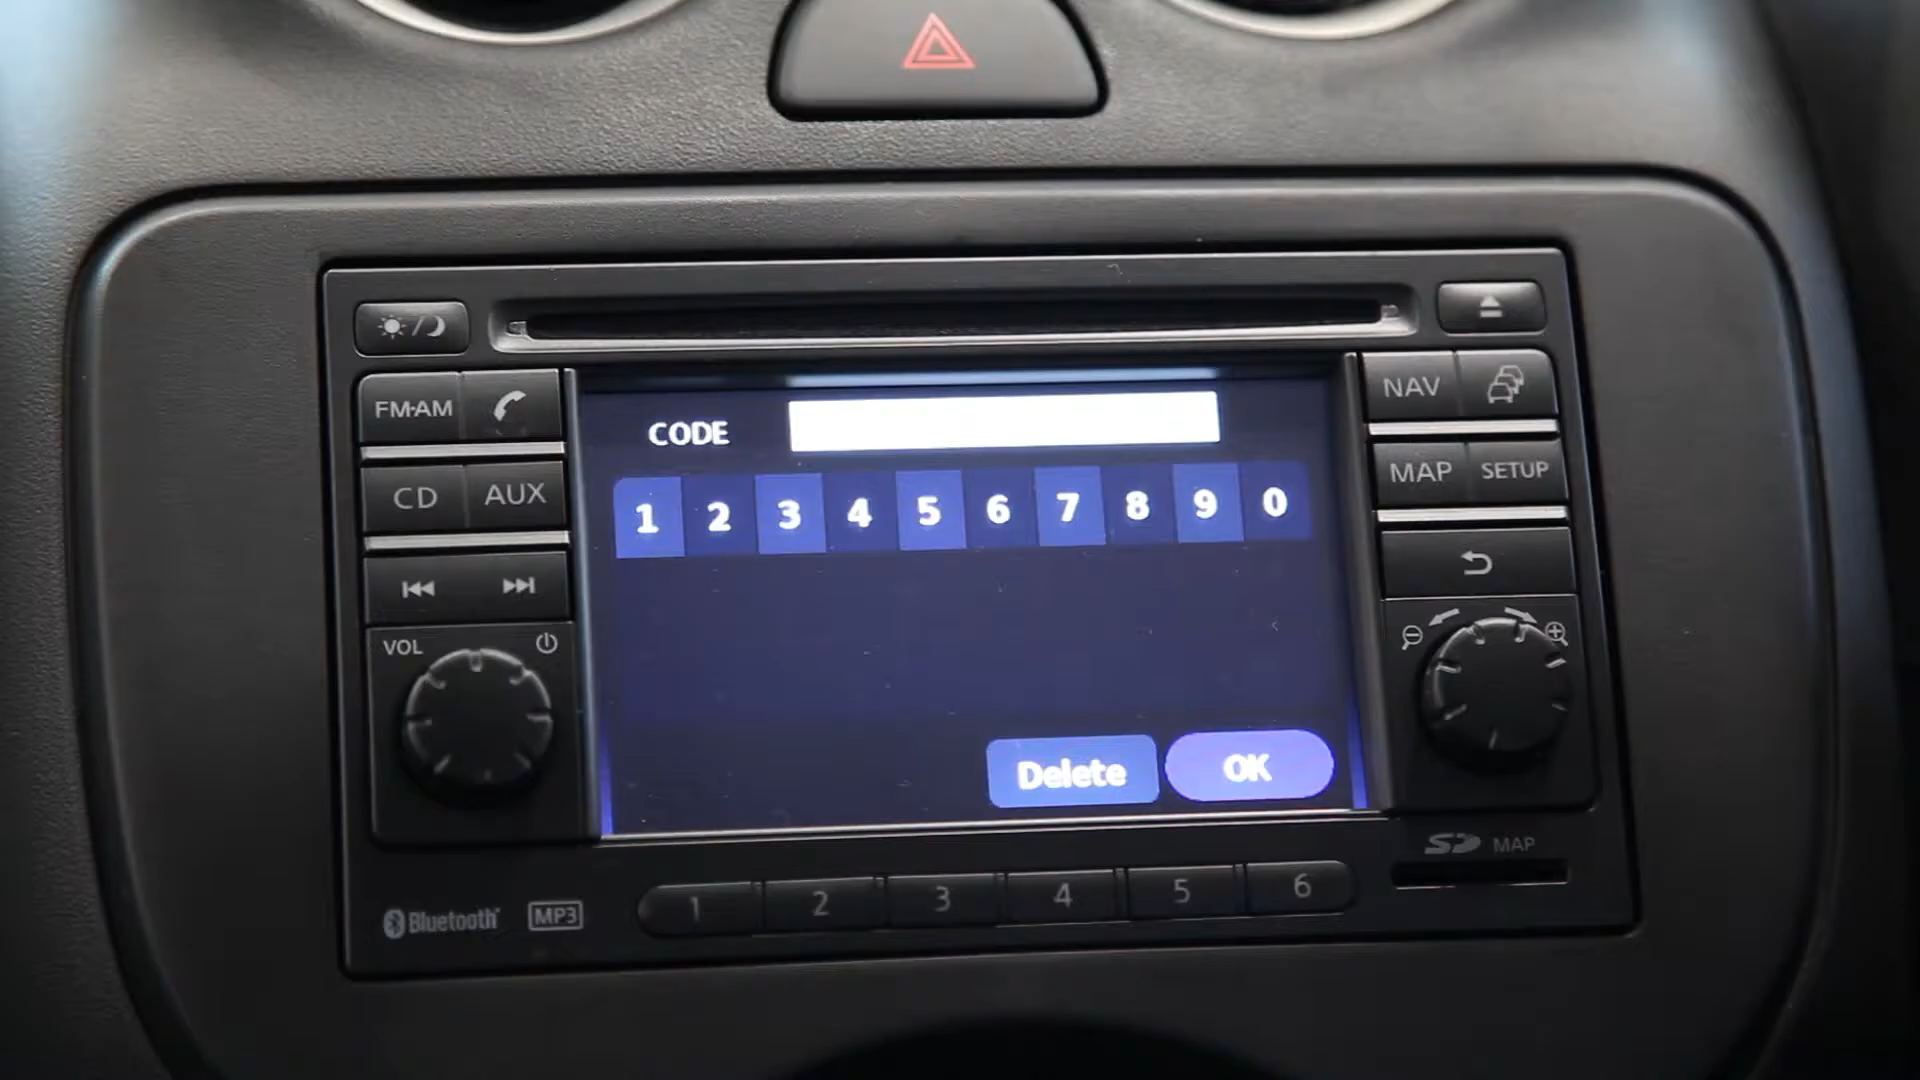 FM·AM
CD AUX
VOL
CODE
1 2 3 4 5 6 7 8 9 0
Delete OK
NAV
MAP SETUP
SD MAP
Bluetooth MP3
1 2 3 4 5 6